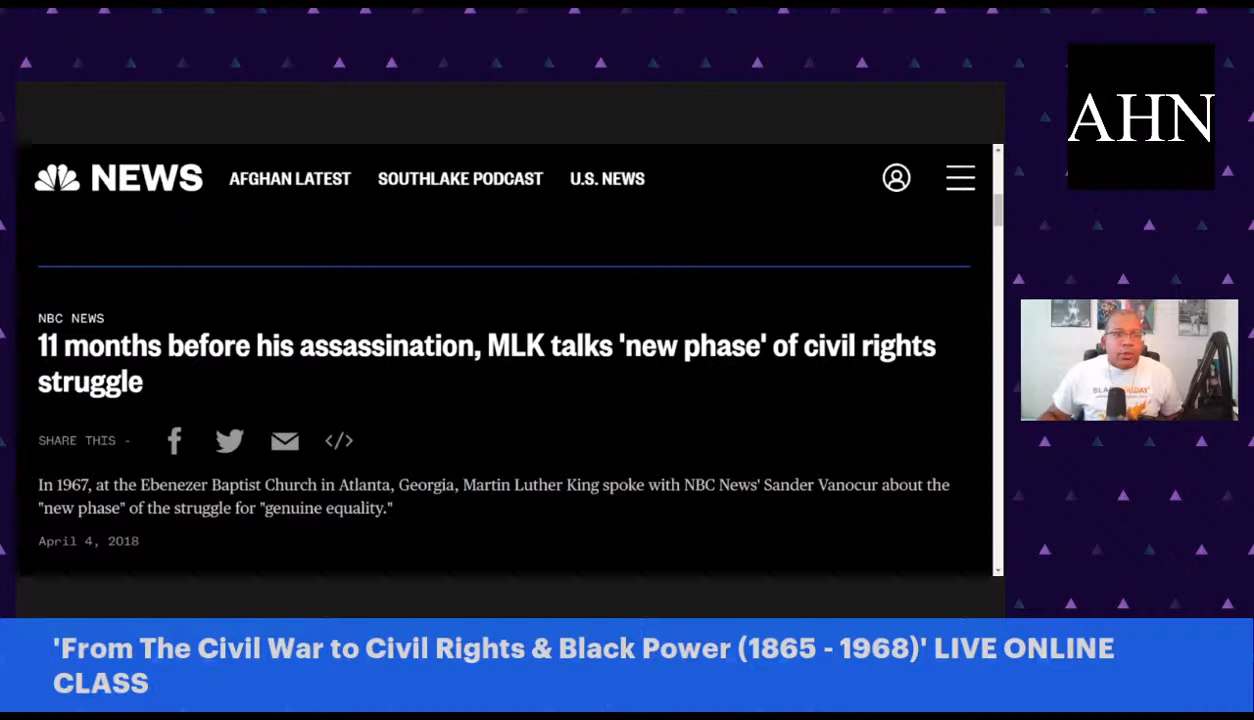 AHN
NEWS AFGHAN LATEST SOUTHLAKE PODCAST U.S. NEWS
NBC NEWS
11 months before his assassination, MLK talks 'new phase' of civil rights
struggle
SHARE THIS -
In 1967, at the Ebenezer Baptist Church in Atlanta, Georgia, Martin Luther King spoke with NBC News' Sander Vanocur about the
"new phase" of the struggle for "genuine equality."
April 4, 2018
'From The Civil War to Civil Rights & Black Power (1865 - 1968)' LIVE ONLINE
CLASS